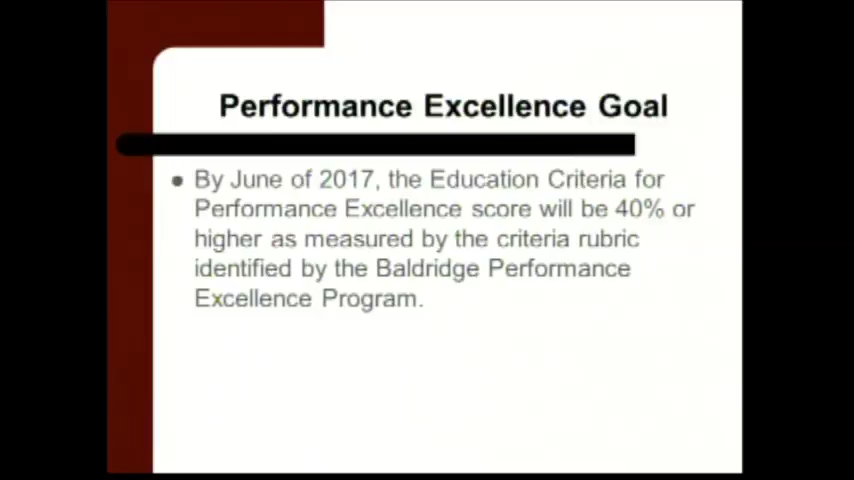 Performance Excellence Goal
By June of 2017, the Education Criteria for
Performance Excellence score will be 40% or
higher as measured by the criteria rubric
identified by the Baldridge Performance
Excellence Program.